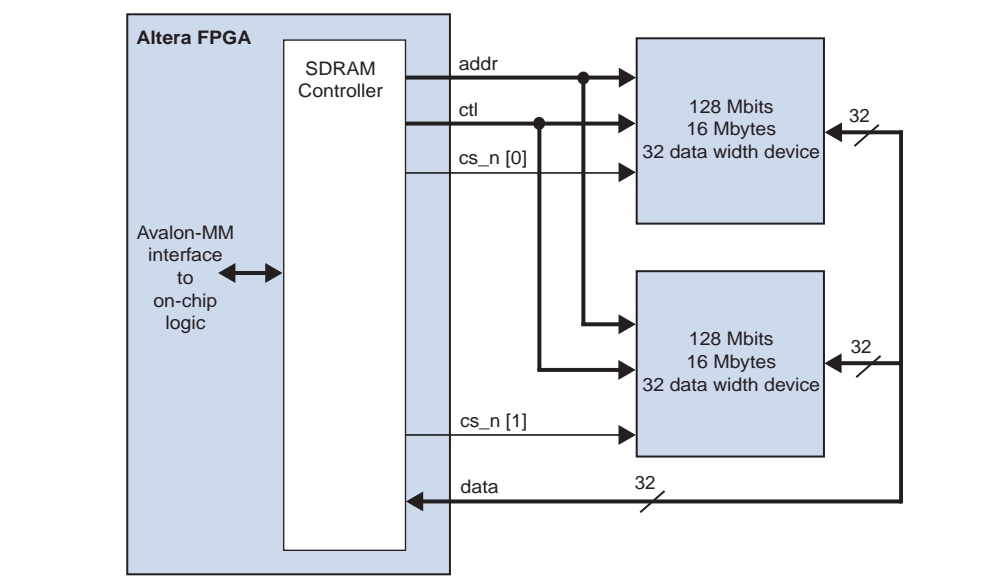 Altera FPGA
SDRAM
Controller
addr
ctl
cs_n [0]
128 Mbits
16 Mbytes
32 data width device
32
Avalon-MM
interface
to
on-chip
logic
128 Mbits
16 Mbytes
32 data width device
32
cs_n [1]
data
32